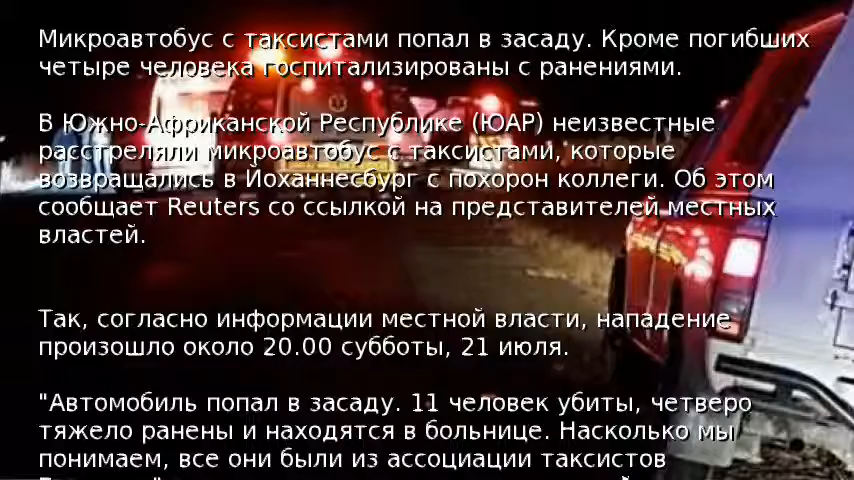 Микроавтобус с таксистами попал в засаду. Кроме погибших
четыре человека госпитализированы с ранениями.
В Южно-Африканской Республике (ЮАР) неизвестные
расстреляли микроавтобус с таксистами, которые
возвращались в Йоханнесбург с похорон коллеги. Об этом
сообщает Reuters со ссылкой на представителей местных
властей.
Так, согласно информации местной власти, нападение
произошло около 20.00 субботы, 21 июля.
"Автомобиль попал в засаду. 11 человек убиты, четверо
тяжело ранены и находятся в больнице. Насколько мы
понимаем, все они были из ассоциации таксистов